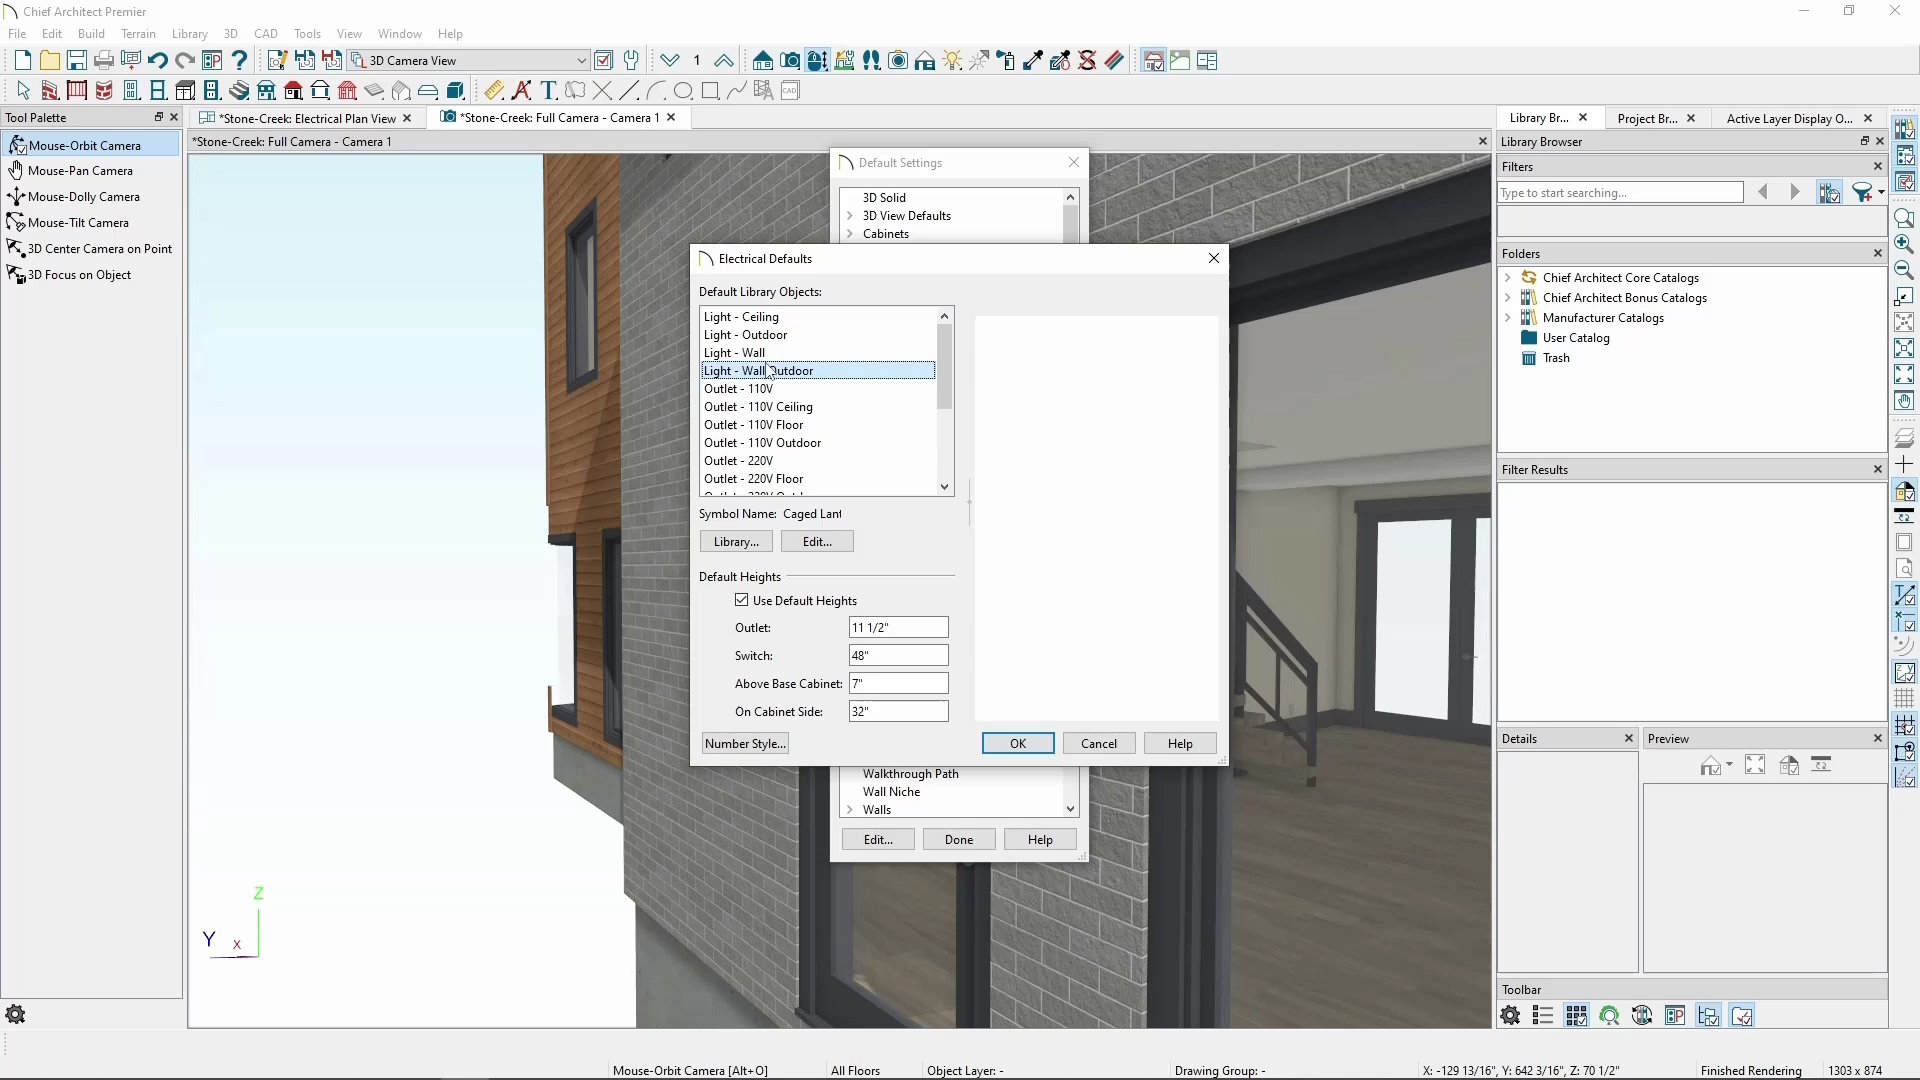 Chief Architect Premier
File Edit Build Terrain Library 3D CAD Tools View Window Help
3D Camera View
1
Tool Palette
*Stone-Creek: Electrical Plan View
*Stone-Creek: Full Camera - Camera 1
*Stone-Creek: Full Camera - Camera 1
Mouse-Orbit Camera
Mouse-Pan Camera
Mouse-Dolly Camera
Mouse-Tilt Camera
3D Center Camera on Point
3D Focus on Object
Default Settings
3D Solid
3D View Defaults
Cabinets
Electrical Defaults
Default Library Objects:
Light - Ceiling
Light - Outdoor
Light - Wall
Light - Wall Outdoor
Outlet - 110V
Outlet - 110V Ceiling
Outlet - 110V Floor
Outlet - 110V Outdoor
Outlet - 220V
Outlet - 220V Floor
Symbol Name: Caged Lant
Library... Edit...
Default Heights
Use Default Heights
Outlet: 11 1/2"
Switch: 48"
Above Base Cabinet: 7"
On Cabinet Side: 32"
Number Style... OK Cancel Help
Walkthrough Path
Wall Niche
Walls
Edit... Done Help
Z
Y X
Library Br... Project Br... Active Layer Display O...
Library Browser
Filters
Type to start searching...
Folders
Chief Architect Core Catalogs
Chief Architect Bonus Catalogs
Manufacturer Catalogs
User Catalog
Trash
Filter Results
Details Preview
Toolbar
Mouse-Orbit Camera [Alt+O] All Floors Object Layer: - Drawing Group: - X: -129 13/16", Y: 642 3/16", Z: 70 1/2" Finished Rendering 1303 x 874